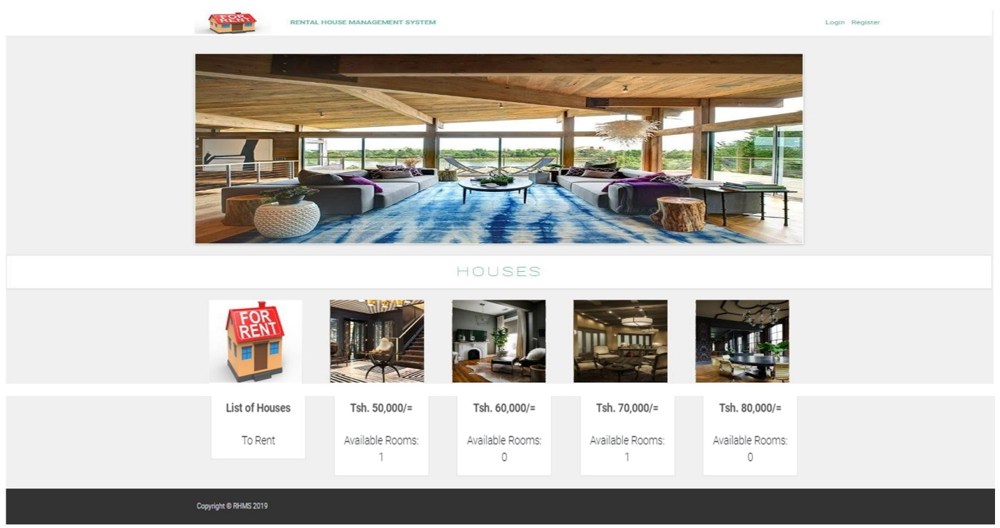 FOR
RENT
RENTAL HOUSE MANAGEMENT SYSTEM
Login Register
HOUSES
FOR
RENT
List of Houses
To Rent
Tsh. 50,000/=
Available Rooms:
1
Tsh. 60,000/=
Available Rooms:
0
Tsh. 70,000/=
Available Rooms:
1
Tsh. 80,000/=
Available Rooms:
0
Copyright © RHMS 2019